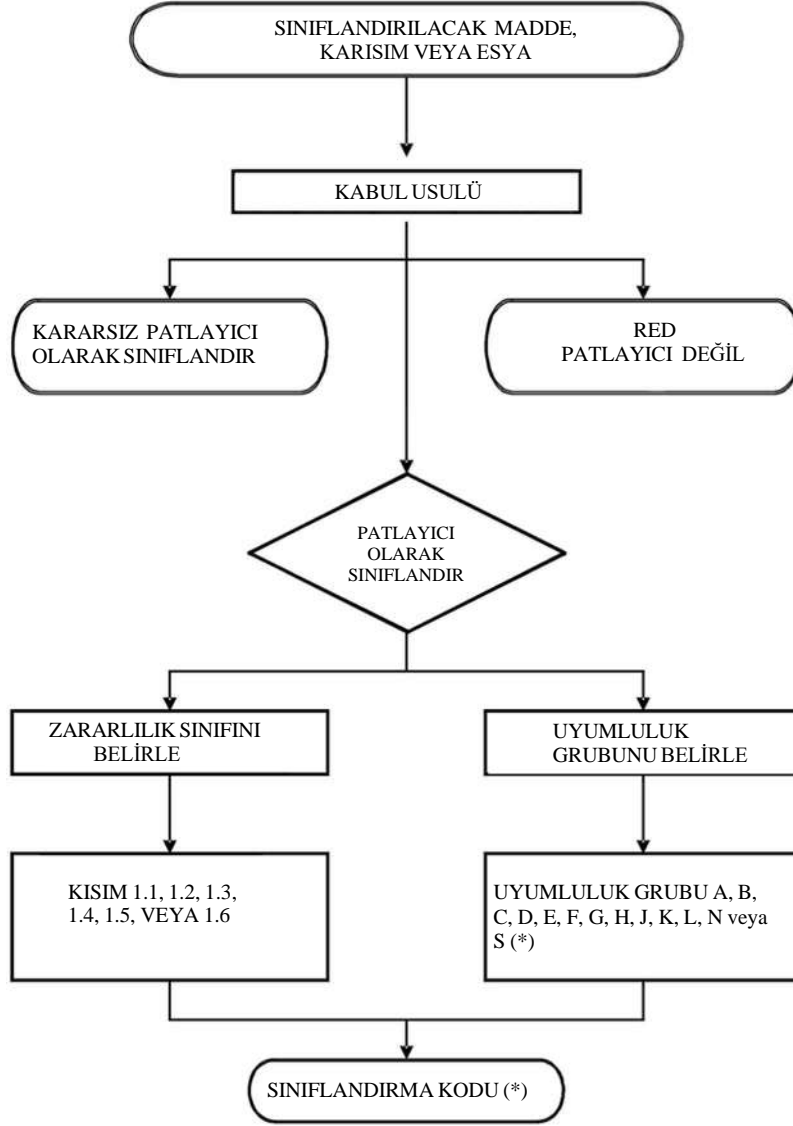 SINIFLANDIRILACAK MADDE,
KARISIM VEYA ESYA
KABUL USULÜ
KARARSIZ PATLAYICI
OLARAK SINIFLANDIR
RED
PATLAYICI DEĞİL
PATLAYICI
OLARAK
SINIFLANDIR
ZARARLILIK SINIFINI
BELİRLE
UYUMLULUK
GRUBUNU BELİRLE
KISIM 1.1, 1.2, 1.3,
1.4, 1.5, VEYA 1.6
UYUMLULUK GRUBU A, B,
C, D, E, F, G, H, J, K, L, N veya
S (*)
SINIFLANDIRMA KODU (*)